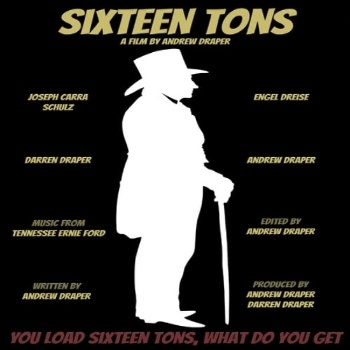 SIXTEEN TONS
A FILM BY ANDREW DRAPER
JOSEPH CARRA
SCHULZ
ENGEL DREISE
DARREN DRAPER
ANDREW DRAPER
MUSIC FROM
TENNESSEE ERNIE FORD
EDITED BY
ANDREW DRAPER
WRITTEN BY
ANDREW DRAPER
PRODUCED BY
ANDREW DRAPER
DARREN DRAPER
YOU LOAD SIXTEEN TONS, WHAT DO YOU GET